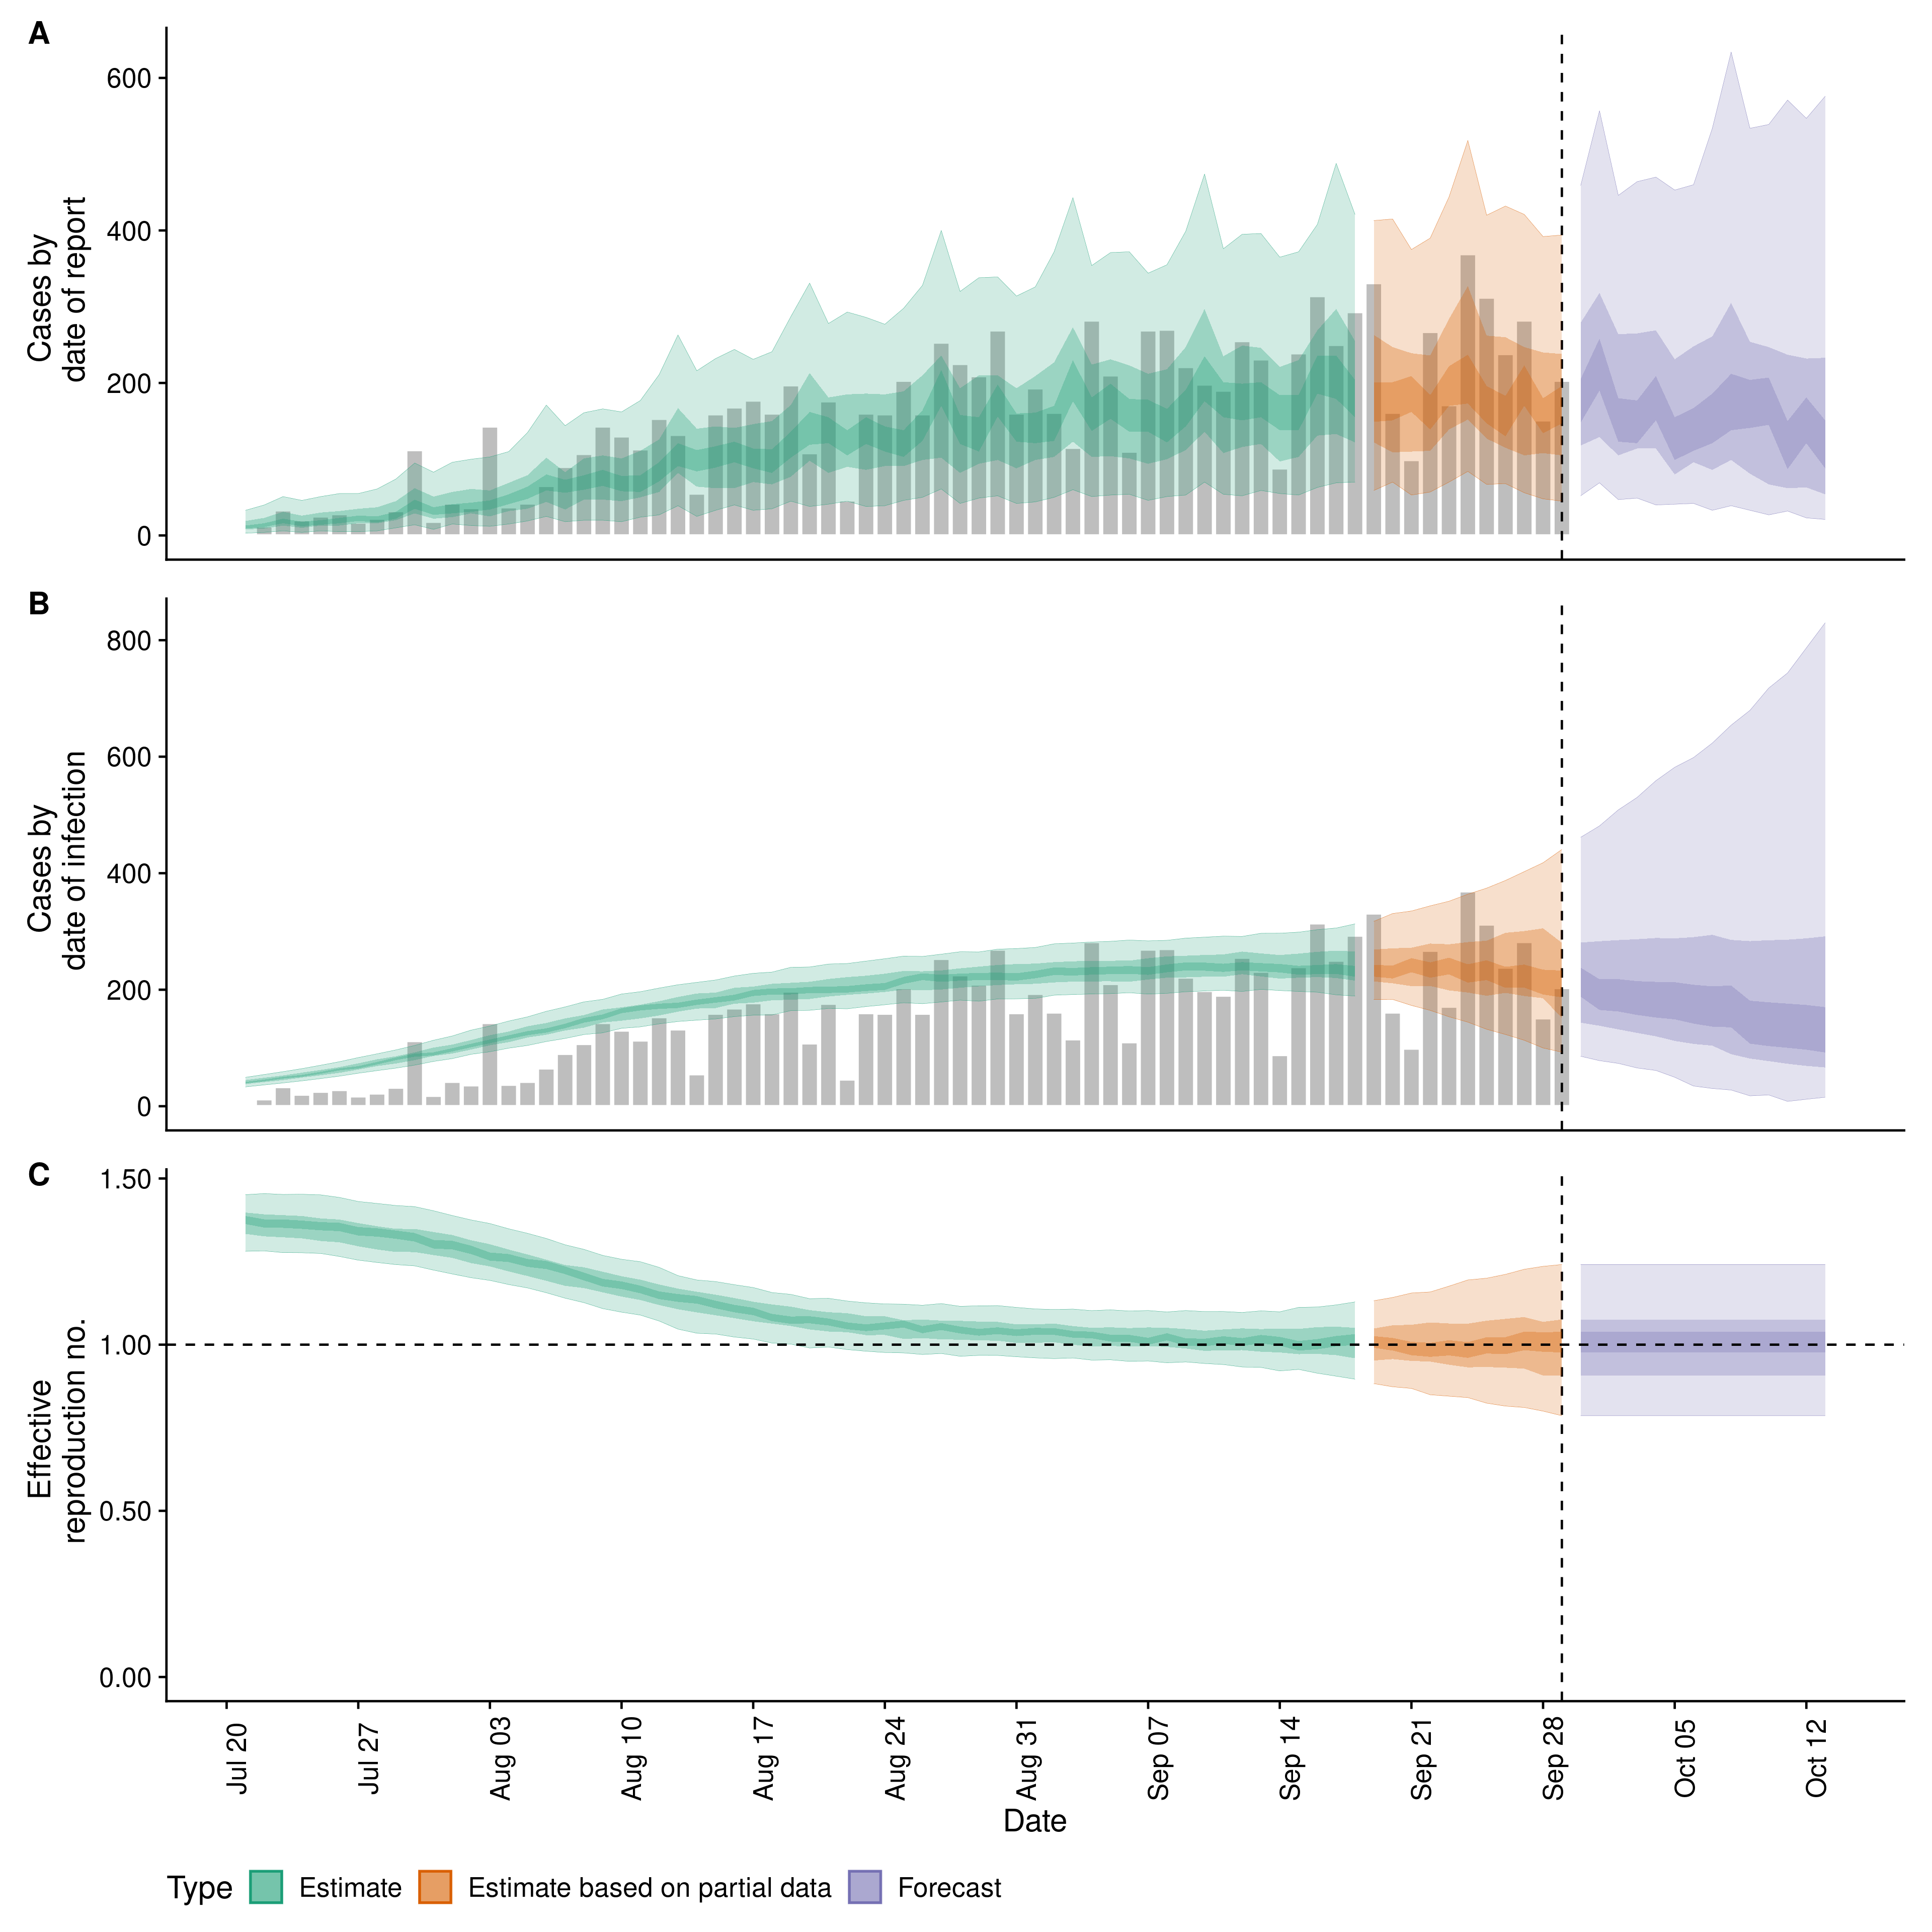 A
600
400
200
0
Cases by
date of report
B
800
600
400
200
0
Cases by
date of infection
C
1.50
1.00
0.50
0.00
Effective
reproduction no.
Jul 20
Jul 27
Aug 03
Aug 10
Aug 17
Aug 24
Aug 31
Sep 07
Sep 14
Sep 21
Sep 28
Oct 05
Oct 12
Date
Type Estimate Estimate based on partial data Forecast